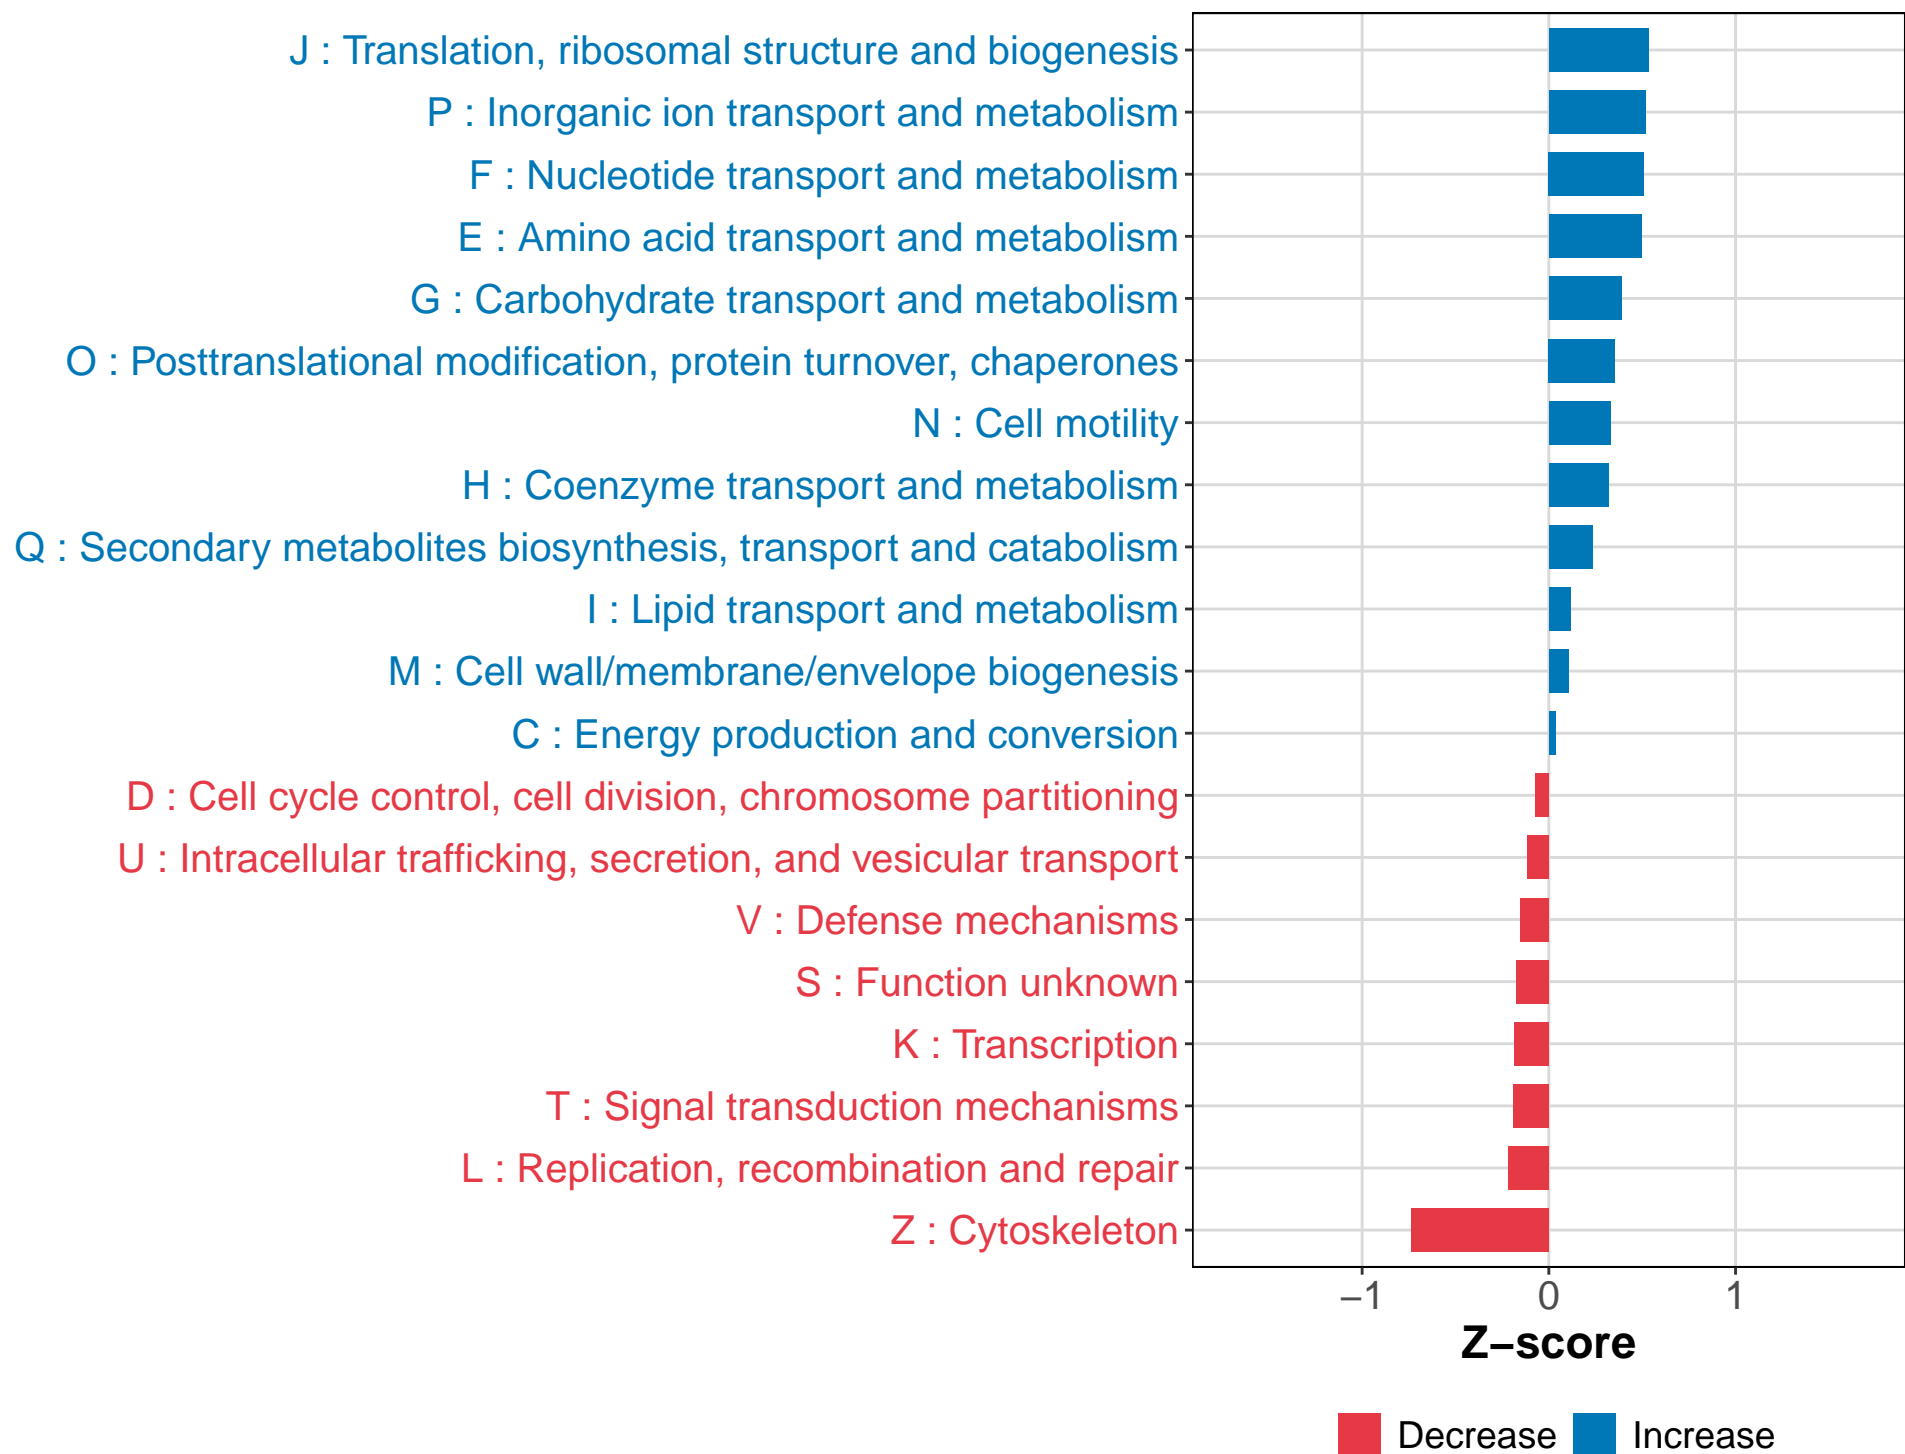 J : Translation, ribosomal structure and biogenesis
P : Inorganic ion transport and metabolism
F : Nucleotide transport and metabolism
E : Amino acid transport and metabolism
G : Carbohydrate transport and metabolism
O : Posttranslational modification, protein turnover, chaperones
N : Cell motility
H : Coenzyme transport and metabolism
Q : Secondary metabolites biosynthesis, transport and catabolism
I : Lipid transport and metabolism
M : Cell wall/membrane/envelope biogenesis
C : Energy production and conversion
D : Cell cycle control, cell division, chromosome partitioning
U : Intracellular trafficking, secretion, and vesicular transport
V : Defense mechanisms
S : Function unknown
K : Transcription
T : Signal transduction mechanisms
L : Replication, recombination and repair
Z : Cytoskeleton
−1 0 1
Z−score
Decrease Increase